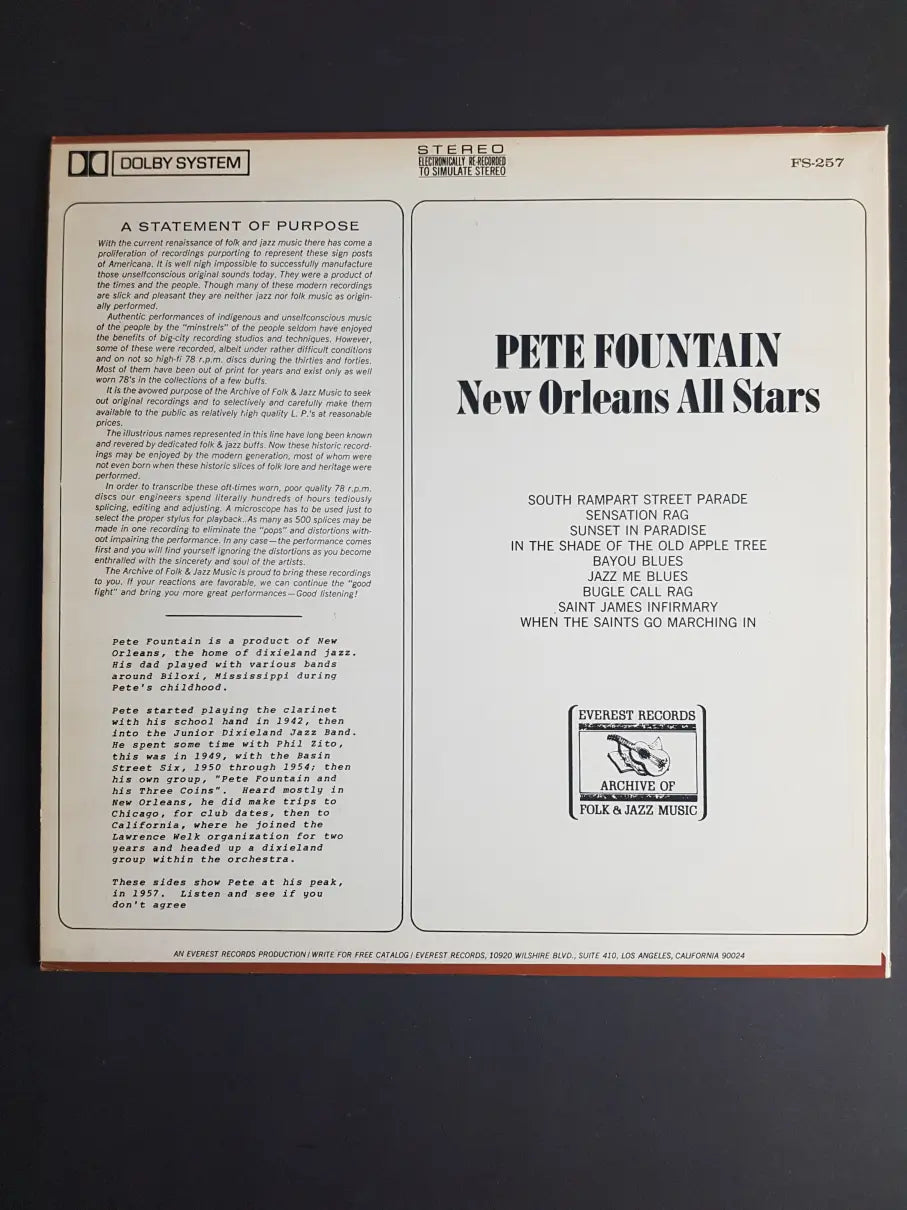 DOLBY SYSTEM
STEREO
ELECTRONICALLY RE-RECORDED
TO SIMULATE STEREO
FS-257
A STATEMENT OF PURPOSE
With the current renaissance of folk and jazz music there has come a
proliferation of recordings purporting to represent these sign posts
of Americana. It is well nigh impossible to successfully manufacture
those unselfconscious original sounds today. They were a product of
the times and the people. Though many of these modern recordings
are slick and pleasant they are neither jazz nor folk music as origin-
ally performed.
Authentic performances of indigenous and unselfconscious music
of the people by the "minstrels" of the people seldom have enjoyed
the benefits of big-city recording studios and techniques. However,
some of these were recorded, albeit under rather difficult conditions
and on not so high-fi 78 r.p.m. discs during the thirties and forties.
Most of them have been out of print for years and exist only as well
worn 78's in the collections of a few buffs.
It is the avowed purpose of the Archive of Folk & Jazz Music to seek
out original recordings and to selectively and carefully make them
available to the public as relatively high quality L. P.'s at reasonable
prices.
The illustrious names represented in this line have long been known
and revered by dedicated folk & jazz buffs. Now these historic record-
ings may be enjoyed by the modern generation, most of whom were
not even born when these historic slices of folk lore and heritage were
performed.
In order to transcribe these oft-times worn, poor quality 78 r.p.m.
discs our engineers spend literally hundreds of hours tediously
splicing, editing and adjusting. A microscope has to be used just to
select the proper stylus for playback..As many as 500 splices may be
made in one recording to eliminate the "pops" and distortions with-
out impairing the performance. In any case—the performance comes
first and you will find yourself ignoring the distortions as you become
enthralled with the sincerety and soul of the artists.
The Archive of Folk & Jazz Music is proud to bring these recordings
to you. If your reactions are favorable, we can continue the "good
fight" and bring you more great performances—Good listening!
Pete Fountain is a product of New
Orleans, the home of dixieland jazz.
His dad played with various bands
around Biloxi, Mississippi during
Pete's childhood.
Pete started playing the clarinet
with his school hand in 1942, then
into the Junior Dixieland Jazz Band.
He spent some time with Phil Zito,
this was in 1949, with the Basin
Street Six, 1950 through 1954; then
his own group, "Pete Fountain and
his Three Coins". Heard mostly in
New Orleans, he did make trips to
Chicago, for club dates, then to
California, where he joined the
Lawrence Welk organization for two
years and headed up a dixieland
group within the orchestra.
These sides show Pete at his peak,
in 1957. Listen and see if you
don't agree
PETE FOUNTAIN
New Orleans All Stars
SOUTH RAMPART STREET PARADE
SENSATION RAG
SUNSET IN PARADISE
IN THE SHADE OF THE OLD APPLE TREE
BAYOU BLUES
JAZZ ME BLUES
BUGLE CALL RAG
SAINT JAMES INFIRMARY
WHEN THE SAINTS GO MARCHING IN
EVEREST RECORDS
ARCHIVE OF
FOLK & JAZZ MUSIC
AN EVEREST RECORDS PRODUCTION / WRITE FOR FREE CATALOG / EVEREST RECORDS, 10920 WILSHIRE BLVD., SUITE 410, LOS ANGELES, CALIFORNIA 90024